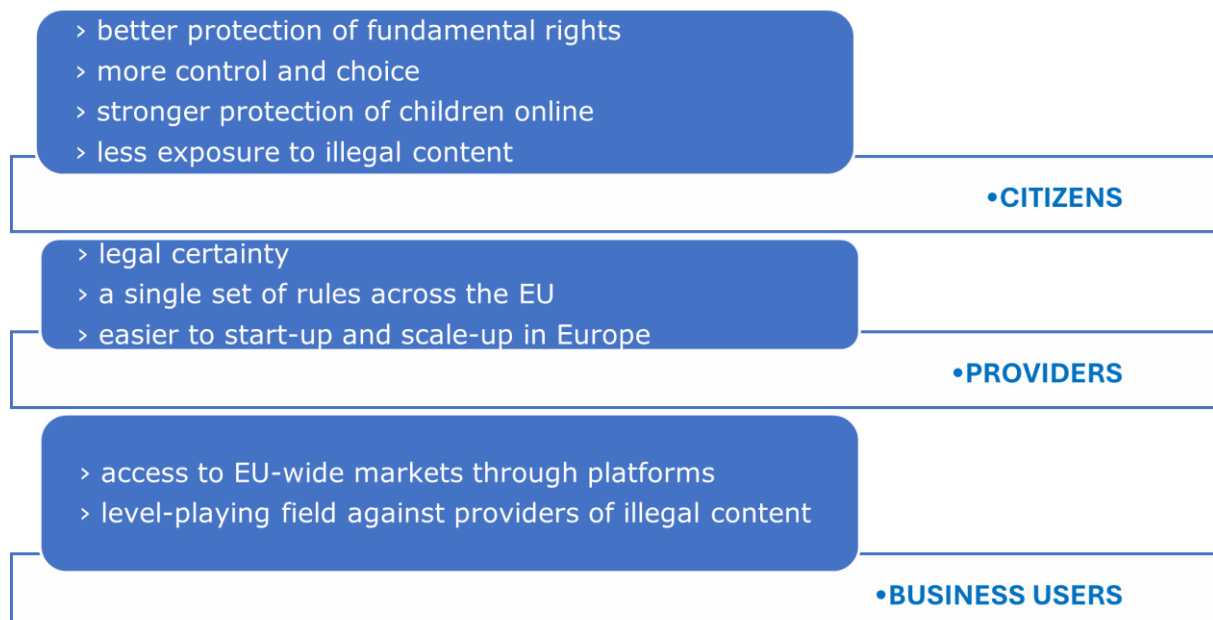 › better protection of fundamental rights
› more control and choice
› stronger protection of children online
› less exposure to illegal content
•CITIZENS
› legal certainty
› a single set of rules across the EU
› easier to start-up and scale-up in Europe
•PROVIDERS
› access to EU-wide markets through platforms
› level-playing field against providers of illegal content
•BUSINESS USERS